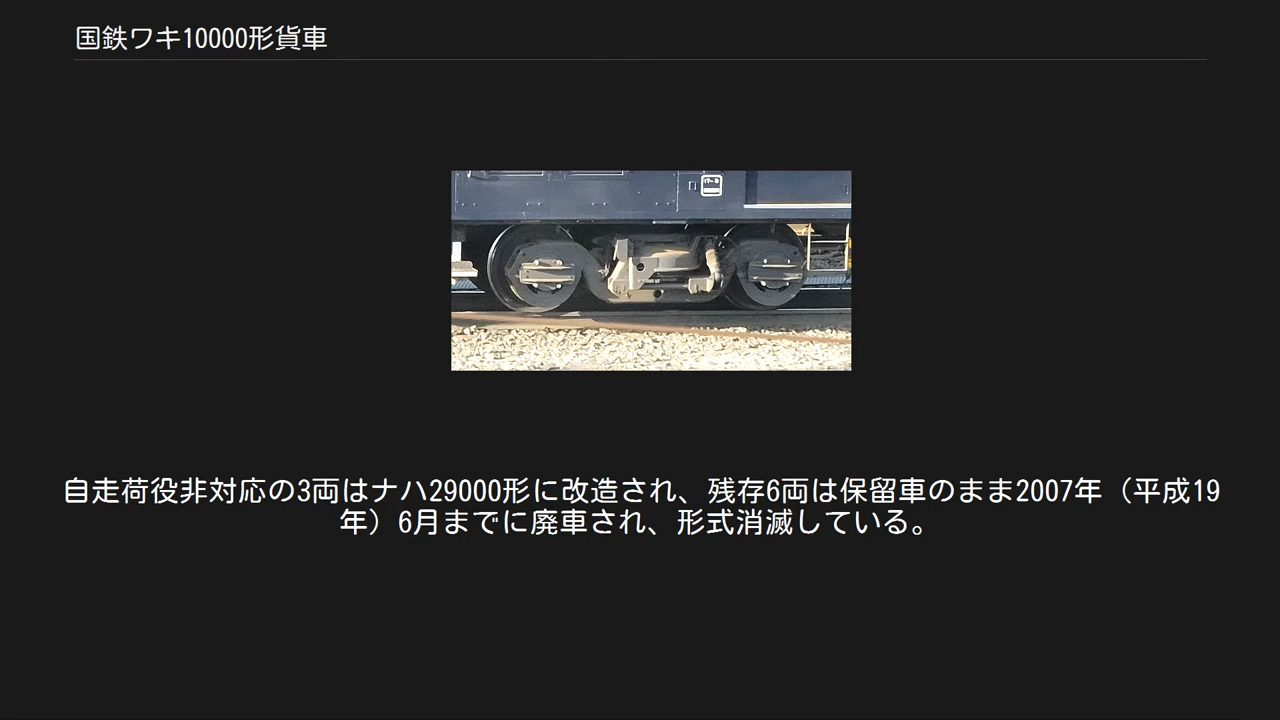 国鉄ワキ10000形貨車
自走荷役非対応の3両はナハ29000形に改造され、残存6両は保留車のまま2007年（平成19
年）6月までに廃車され、形式消滅している。